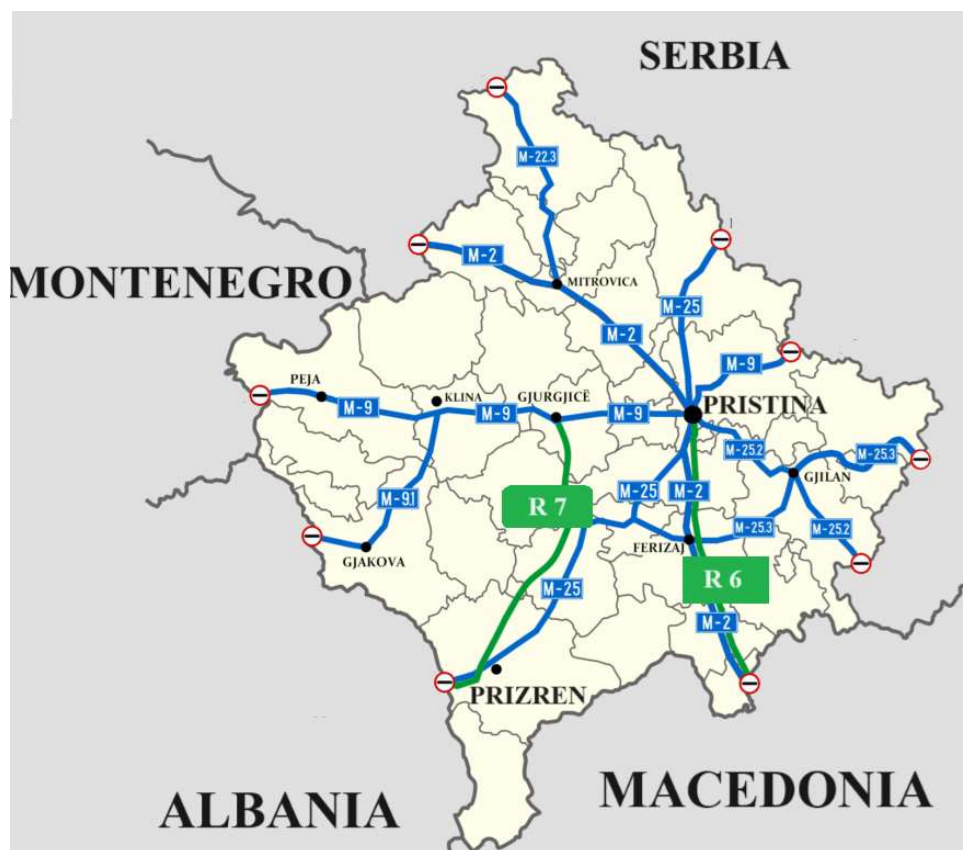 SERBIA
M-22.3
M-2
MONTENEGRO
MITROVICA
M-25
M-2
M-9
PEJA
KLINA
GJURGJICË
PRISTINA
M-9
M-9
M-9
M-25.2
M-25.3
GJILAN
M-9.1
R 7
M-25
M-2
M-25.3
M-25.2
FERIZAJ
GJAKOVA
R 6
M-25
M-2
PRIZREN
ALBANIA
MACEDONIA